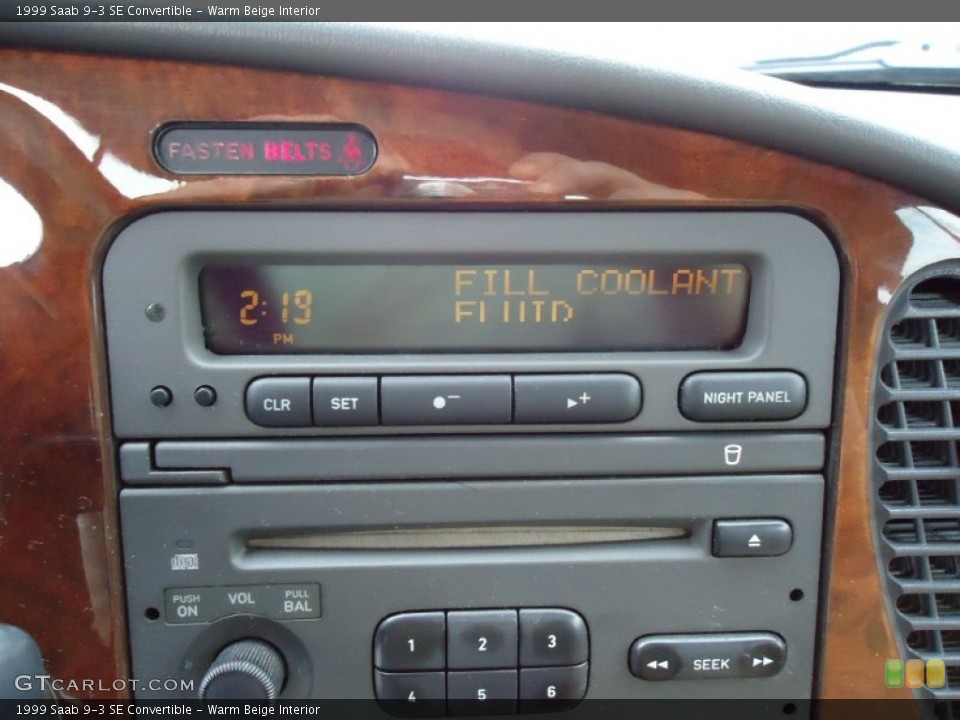 1999 Saab 9-3 SE Convertible - Warm Beige Interior
FASTEN BELTS
FILL COOLANT
2:19 FLUID
PM
CLR SET NIGHT PANEL
PUSH ON VOL PULL BAL
1 2 3
SEEK
4 5 6
GTCARLOT.COM
1999 Saab 9-3 SE Convertible - Warm Beige Interior